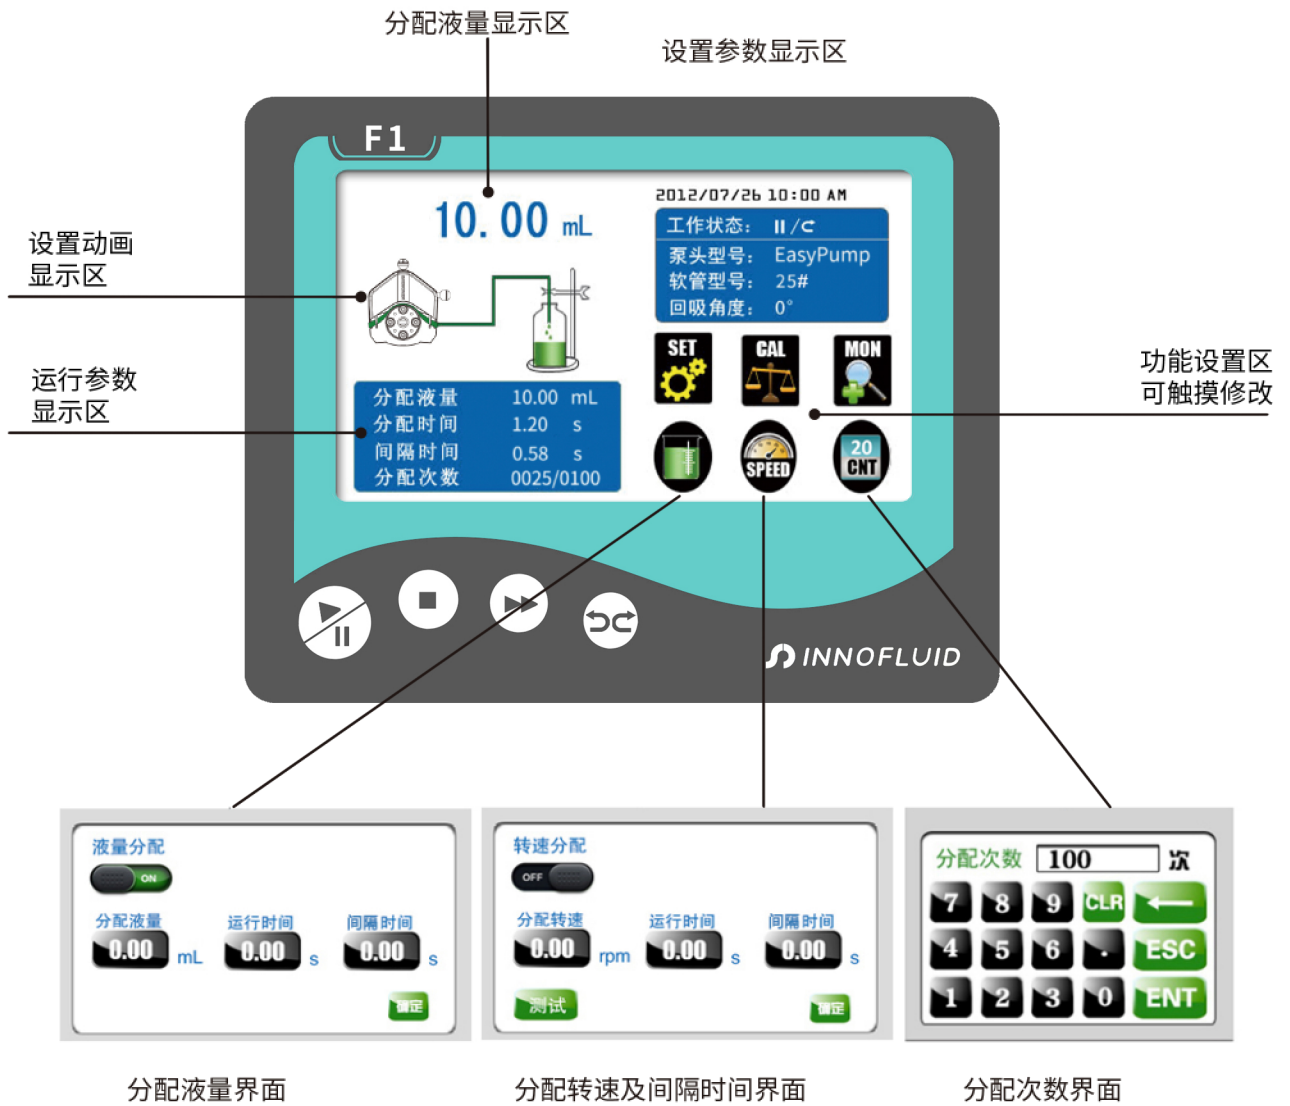 分配液量显示区
设置参数显示区
F1
2012/07/26 10:00 AM
10.00 mL
工作状态： /
泵头型号： EasyPump
软管型号： 25#
回吸角度： 0°
设置动画
显示区
SET
CAL
MON
功能设置区
可触摸修改
运行参数
显示区
分配液量 10.00 mL
分配时间 1.20 s
间隔时间 0.58 s
分配次数 0025/0100
SPEED
20
CNT
INNOFLUID
液量分配
ON
分配液量 运行时间 间隔时间
0.00 mL 0.00 s 0.00 s
确定
转速分配
OFF
分配转速 运行时间 间隔时间
0.00 rpm 0.00 s 0.00 s
测试 确定
分配次数 100 次
7 8 9 CLR
4 5 6 . ESC
1 2 3 0 ENT
分配液量界面
分配转速及间隔时间界面
分配次数界面